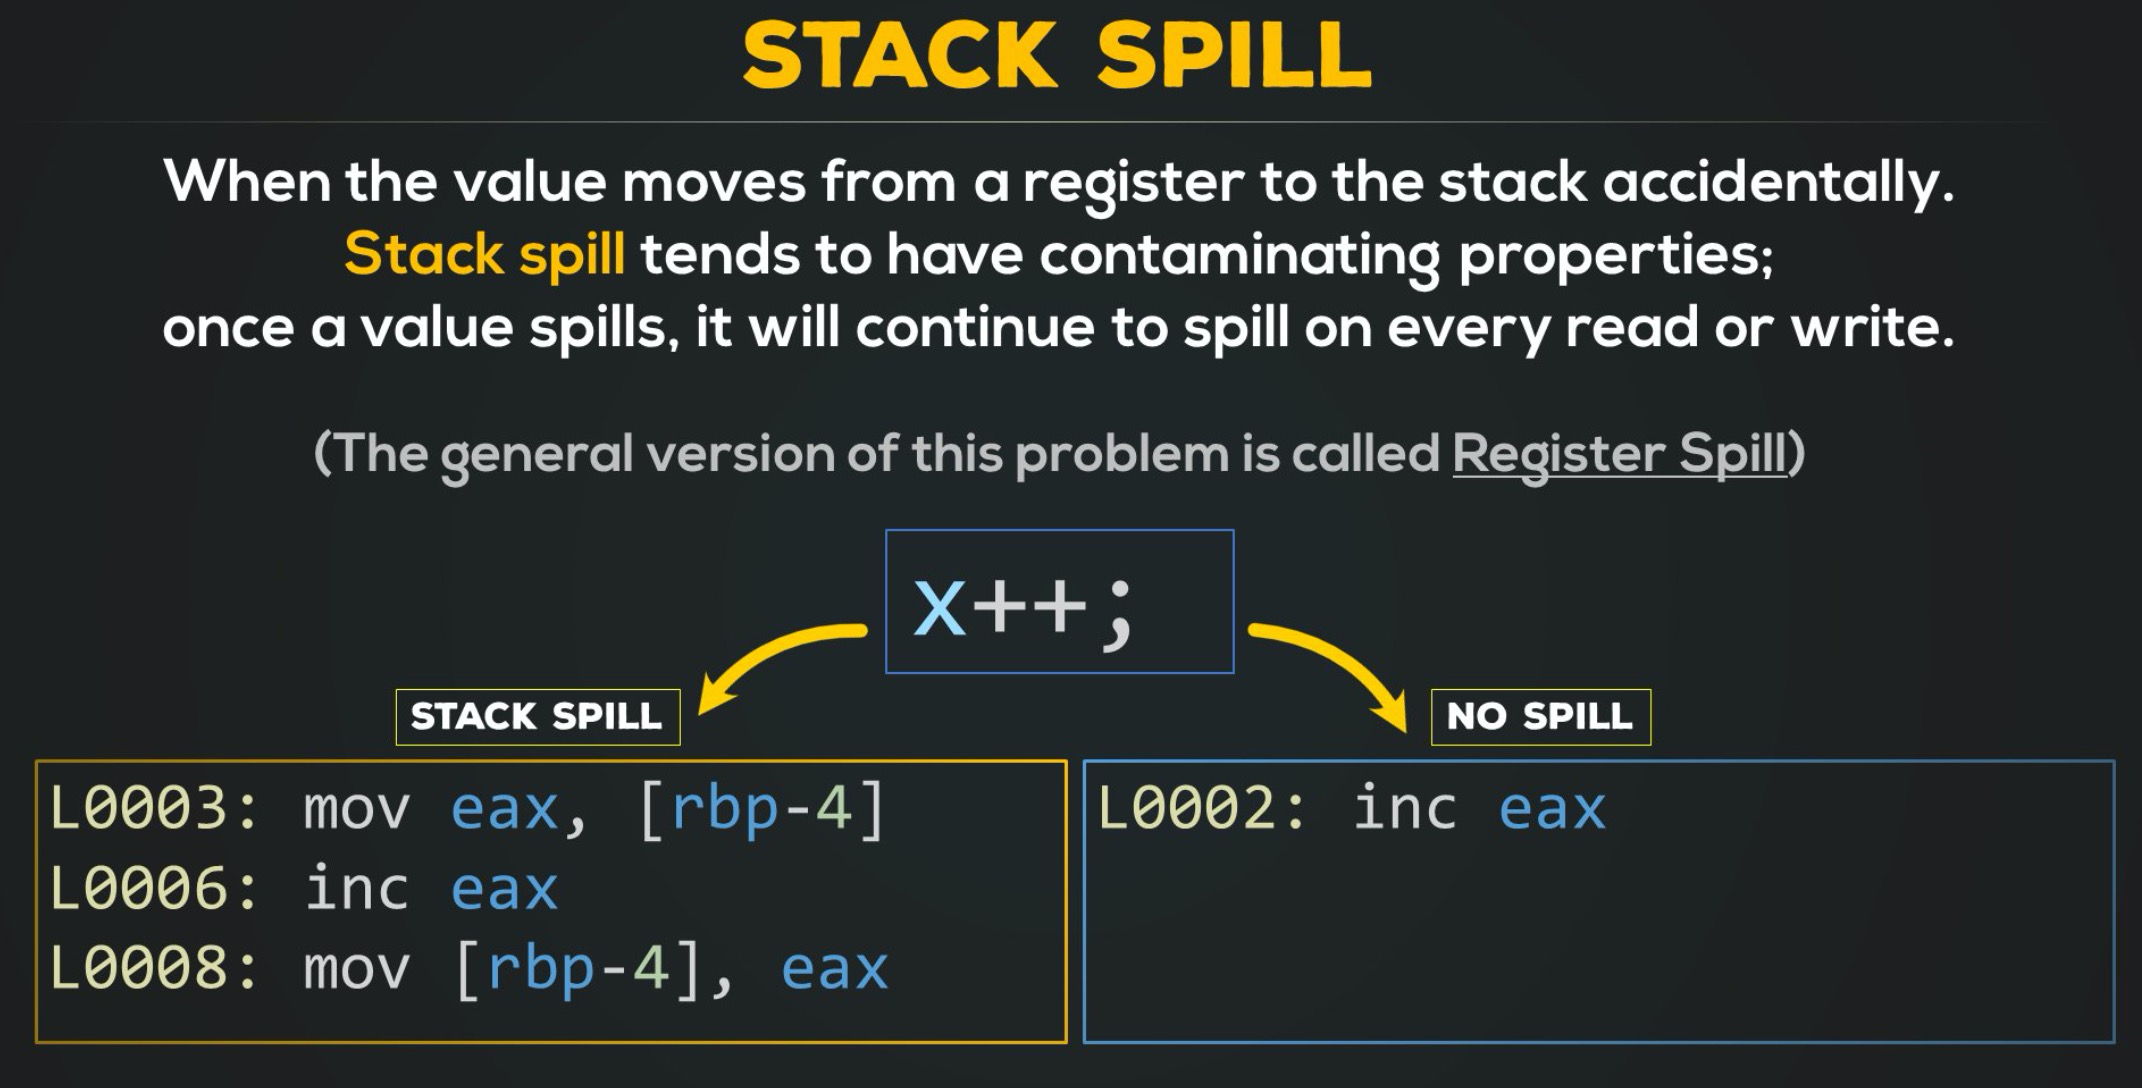 STACK SPILL
When the value moves from a register to the stack accidentally.
Stack spill tends to have contaminating properties;
once a value spills, it will continue to spill on every read or write.
(The general version of this problem is called Register Spill)
x++;
STACK SPILL
NO SPILL
L0003: mov eax, [rbp-4]
L0006: inc eax
L0008: mov [rbp-4], eax
L0002: inc eax